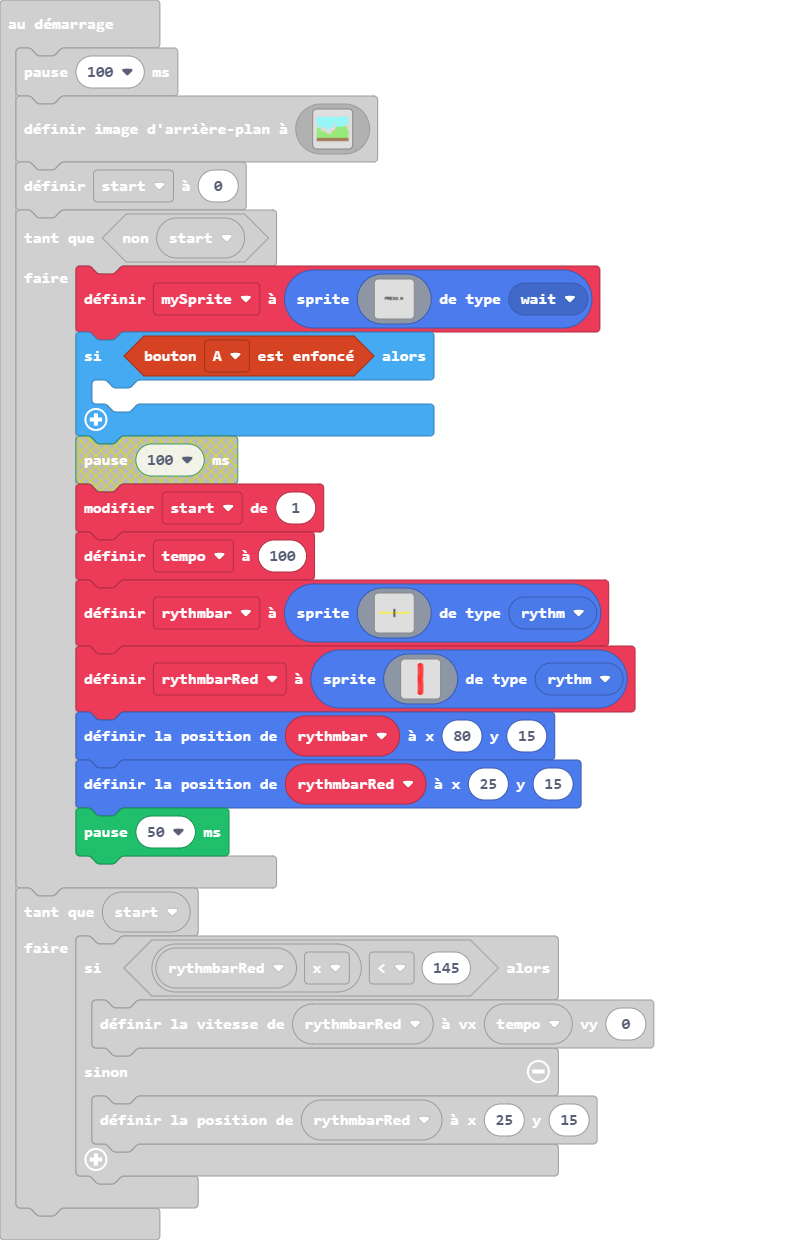 au démarrage
pause 100 ms
définir image d'arrière-plan à
définir start à 0
tant que non start
faire
définir mySprite à sprite PRESS A de type wait
si bouton A est enfoncé alors
pause 100 ms
modifier start de 1
définir tempo à 100
définir rythmbar à sprite de type rythm
définir rythmbarRed à sprite de type rythm
définir la position de rythmbar à x 80 y 15
définir la position de rythmbarRed à x 25 y 15
pause 50 ms
tant que start
faire
si rythmbarRed x < 145 alors
définir la vitesse de rythmbarRed à vx tempo vy 0
sinon
définir la position de rythmbarRed à x 25 y 15